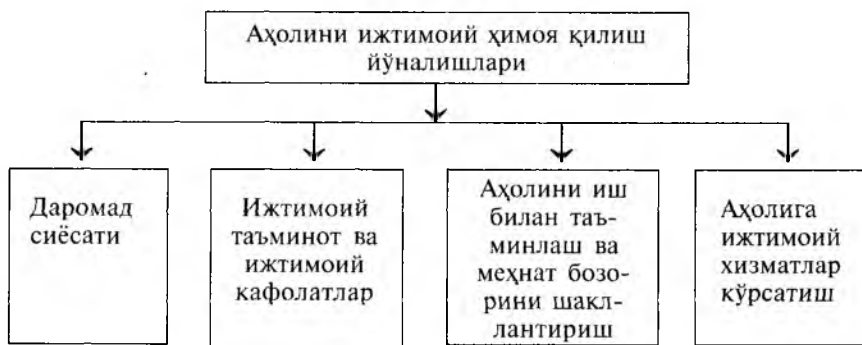 Аҳолини ижтимоий ҳимоя қилиш
йўналишлари
Даромад
сиёсати
Ижтимоий
таъминот ва
ижтимоий
кафолатлар
Аҳолини иш
билан таъ-
минлаш ва
меҳнат бозо-
рини шакл-
лантириш
Аҳолига
ижтимоий
хизматлар
кўрсатиш